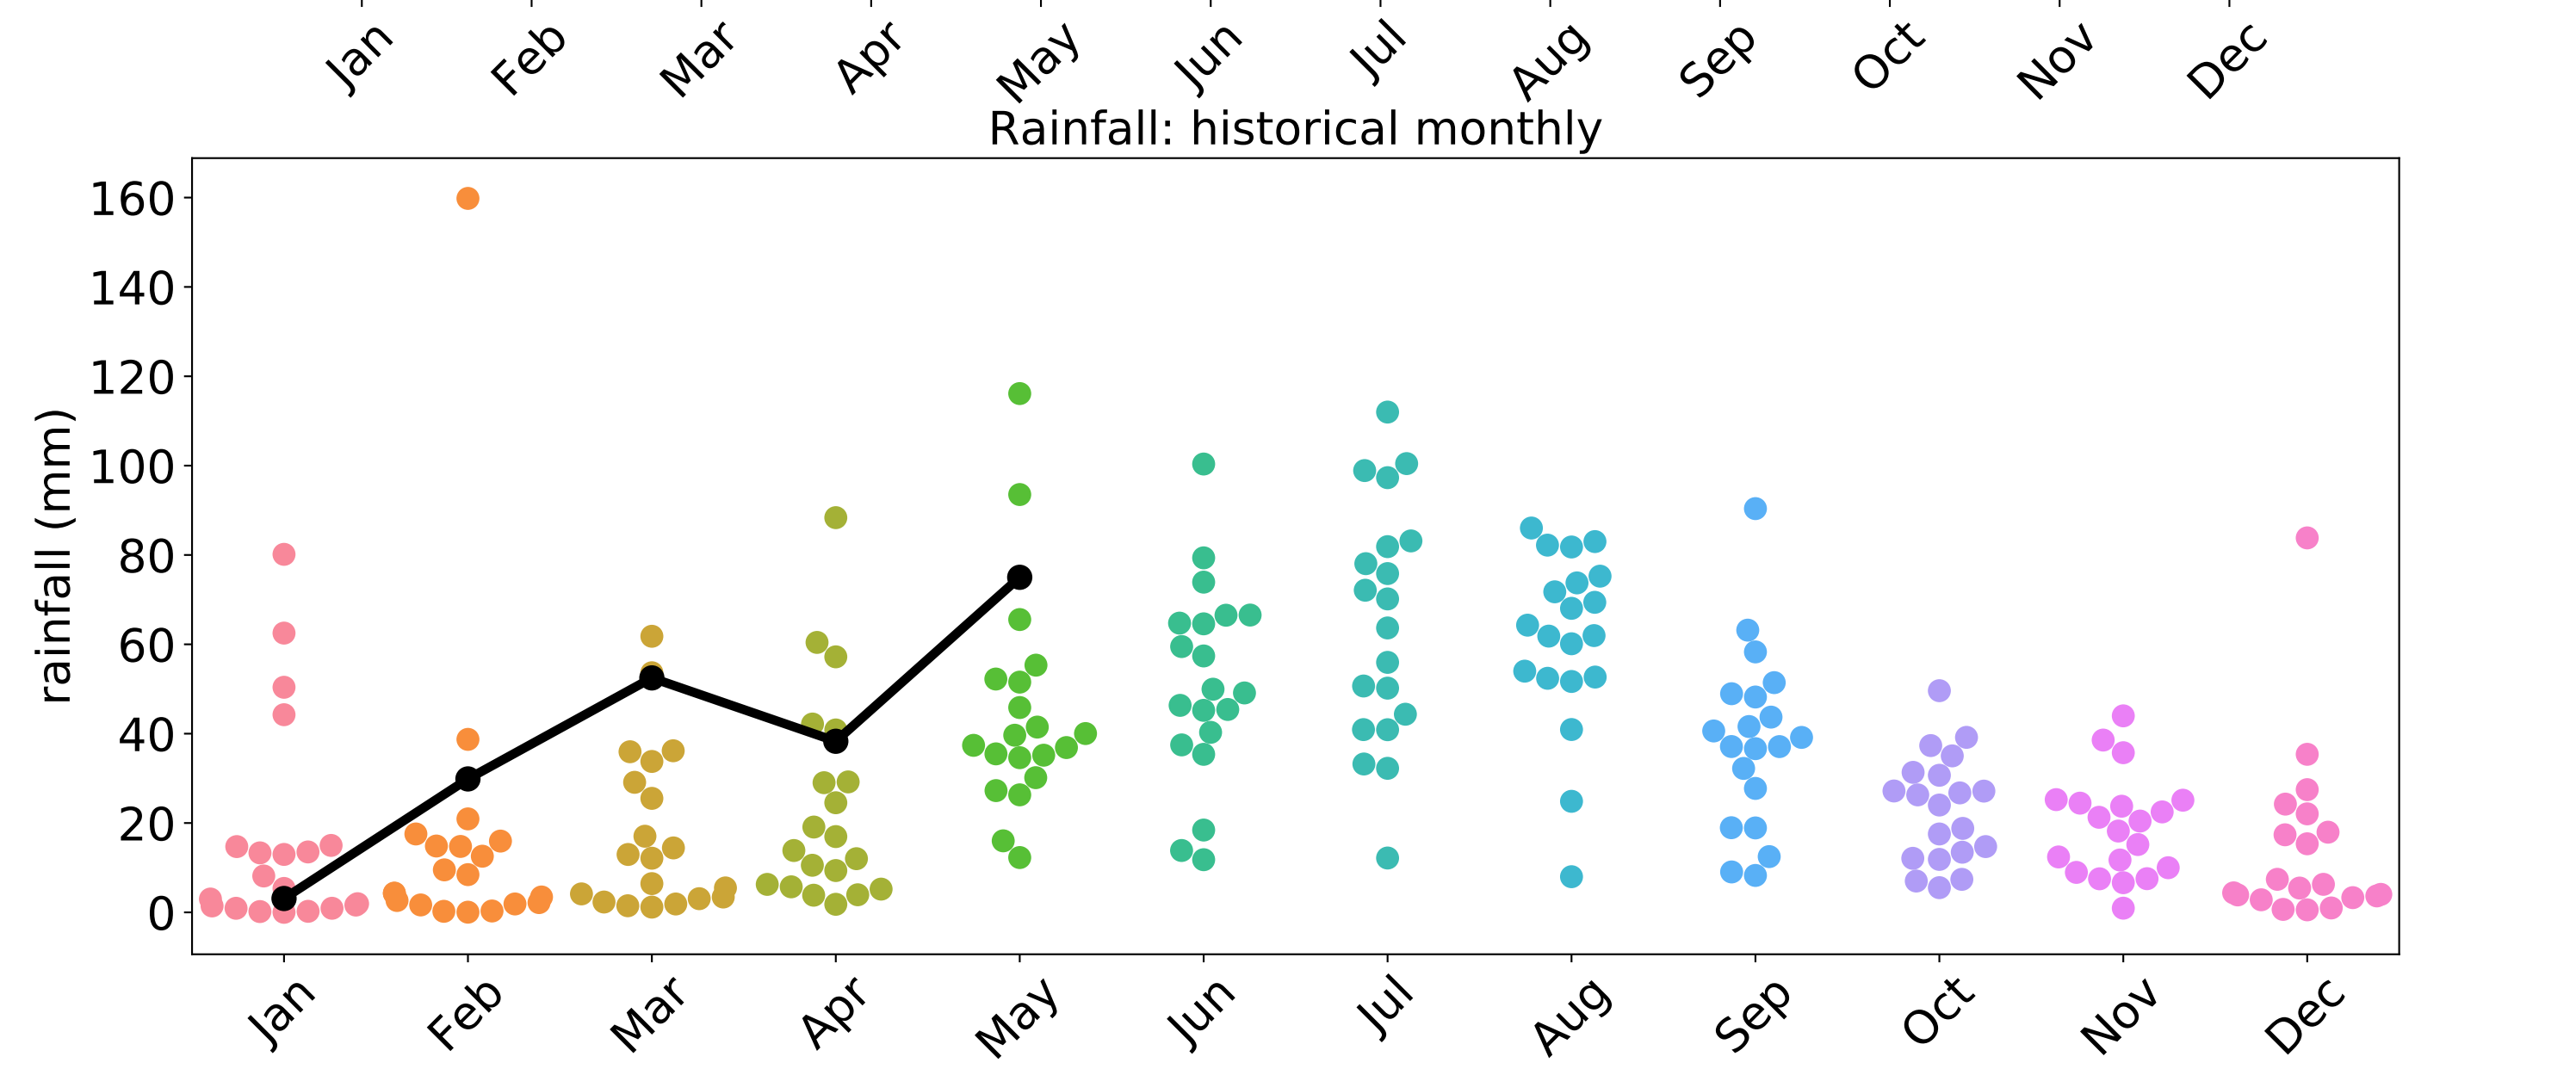 Jan Feb Mar Apr May Jun Jul Aug Sep Oct Nov Dec
Rainfall: historical monthly
rainfall (mm)
160
140
120
100
80
60
40
20
0
Jan Feb Mar Apr May Jun Jul Aug Sep Oct Nov Dec